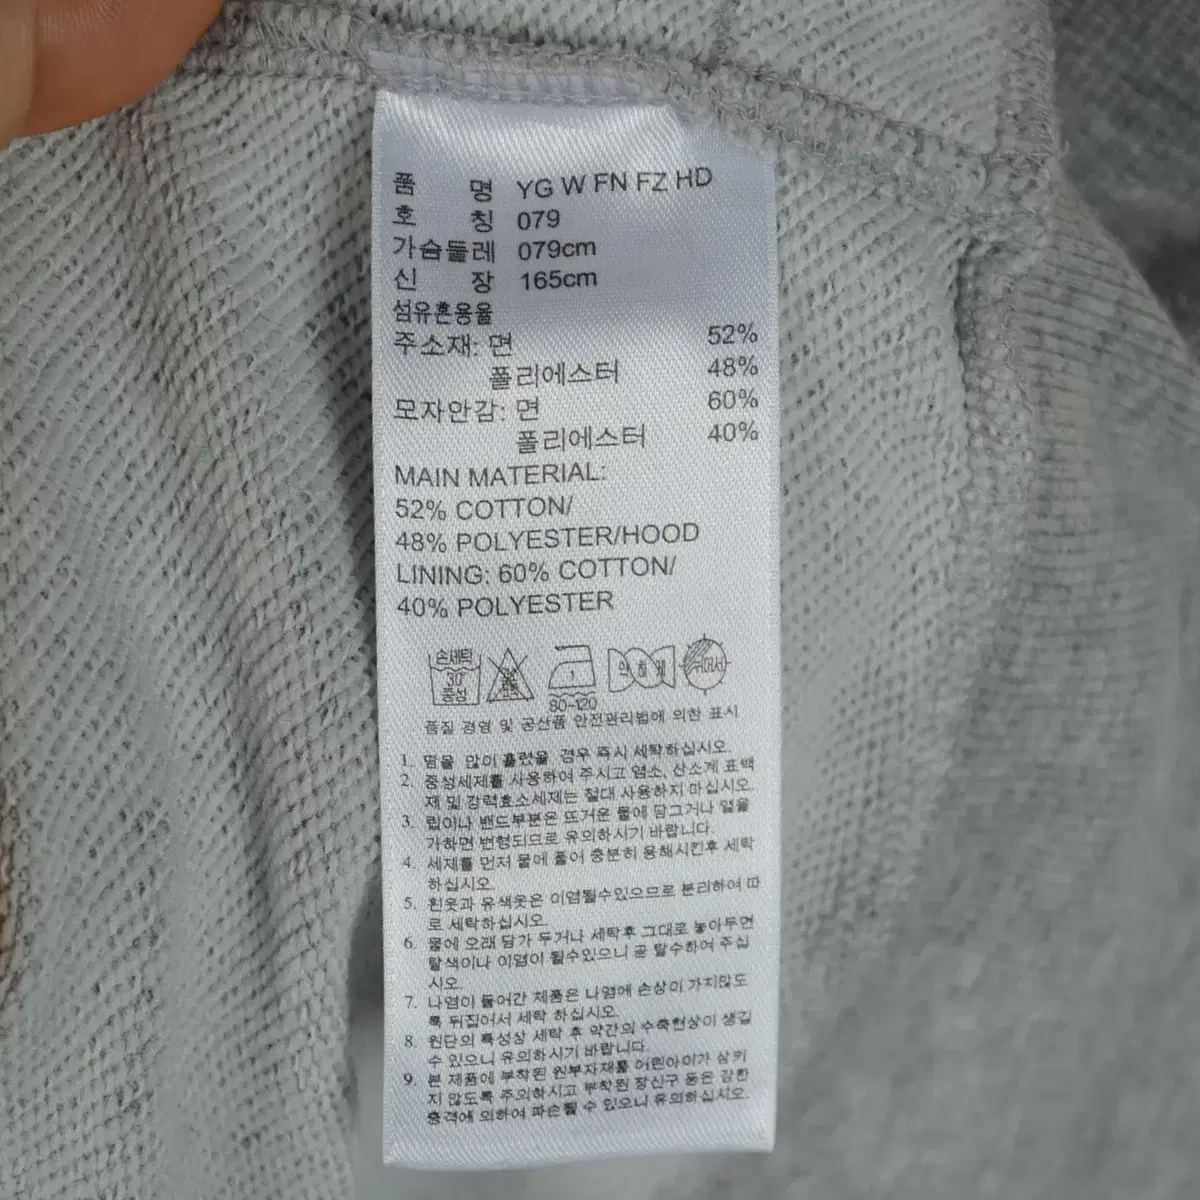 품 명 YG W FN FZ HD
호 칭 079
가슴둘레 079cm
신 장 165cm
섬유혼용율
주소재: 면 52%
폴리에스터 48%
모자안감: 면 60%
폴리에스터 40%
MAIN MATERIAL:
52% COTTON/
48% POLYESTER/HOOD
LINING: 60% COTTON/
40% POLYESTER
손세탁
30°
중성
1
80~120
품질 경영 및 공산품 안전관리법에 의한 표시
1. 땀을 많이 흘렸을 경우 즉시 세탁하십시오.
2. 중성세제를 사용하여 주시고 염소, 산소계 표백
제 및 강력효소세제는 절대 사용하지 마십시오.
3. 립이나 밴드부분은 뜨거운 물에 담그거나 열을
가하면 변형되므로 유의하시기 바랍니다.
4. 세제를 먼저 물에 풀어 충분히 용해시킨후 세탁
하십시오.
5. 흰옷과 유색옷은 이염될수있으므로 분리하여 따
로 세탁하십시오.
6. 물에 오래 담가 두거나 세탁후 그대로 놓아두면
탈색이나 이염이 될수있으니 곧 탈수하여 주십
시오.
7. 나염이 들어간 제품은 나염에 손상이 가지않도
록 뒤집어서 세탁 하십시오.
8. 원단의 특성상 세탁 후 약간의 수축현상이 생길
수 있으니 유의하시기 바랍니다.
9. 본 제품에 부착된 원부자재를 어린아이가 삼키
지 않도록 주의하시고 부착된 장신구 등은 강한
충격에 의하여 파손될 수 있으니 유의하십시오.